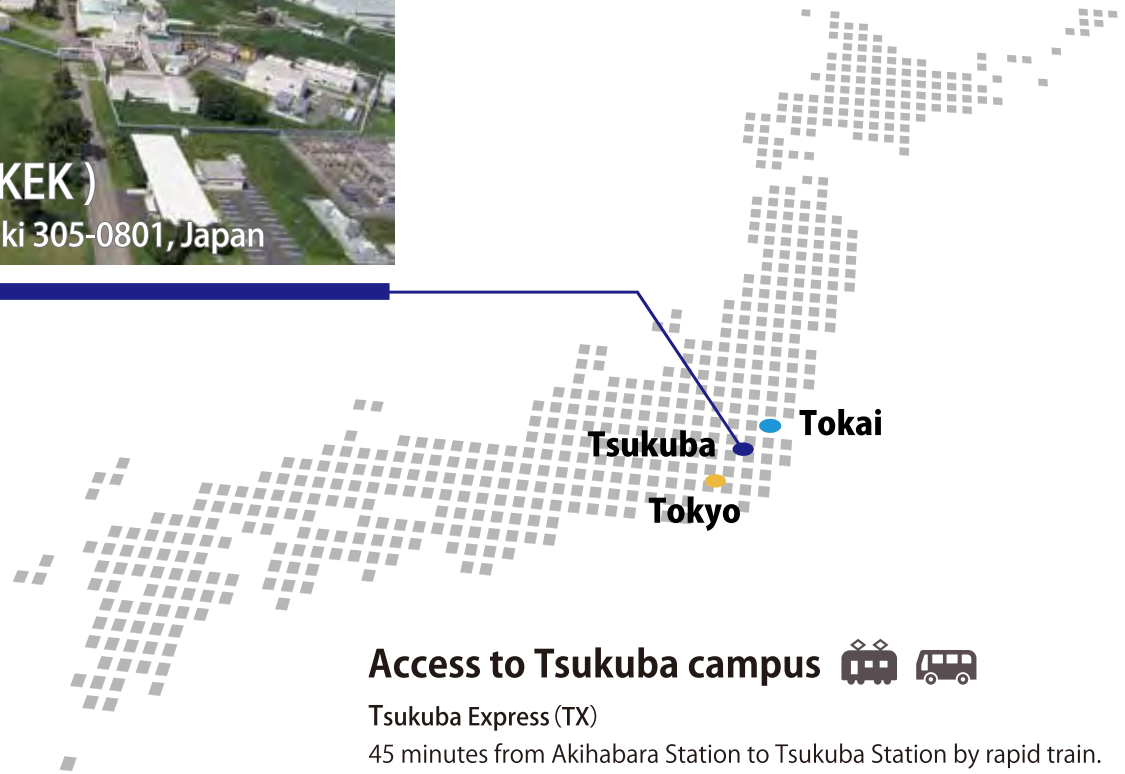 KEK )
ki 305-0801, Japan
Tokai
Tsukuba
Tokyo
Access to Tsukuba campus
Tsukuba Express (TX)
45 minutes from Akihabara Station to Tsukuba Station by rapid train.